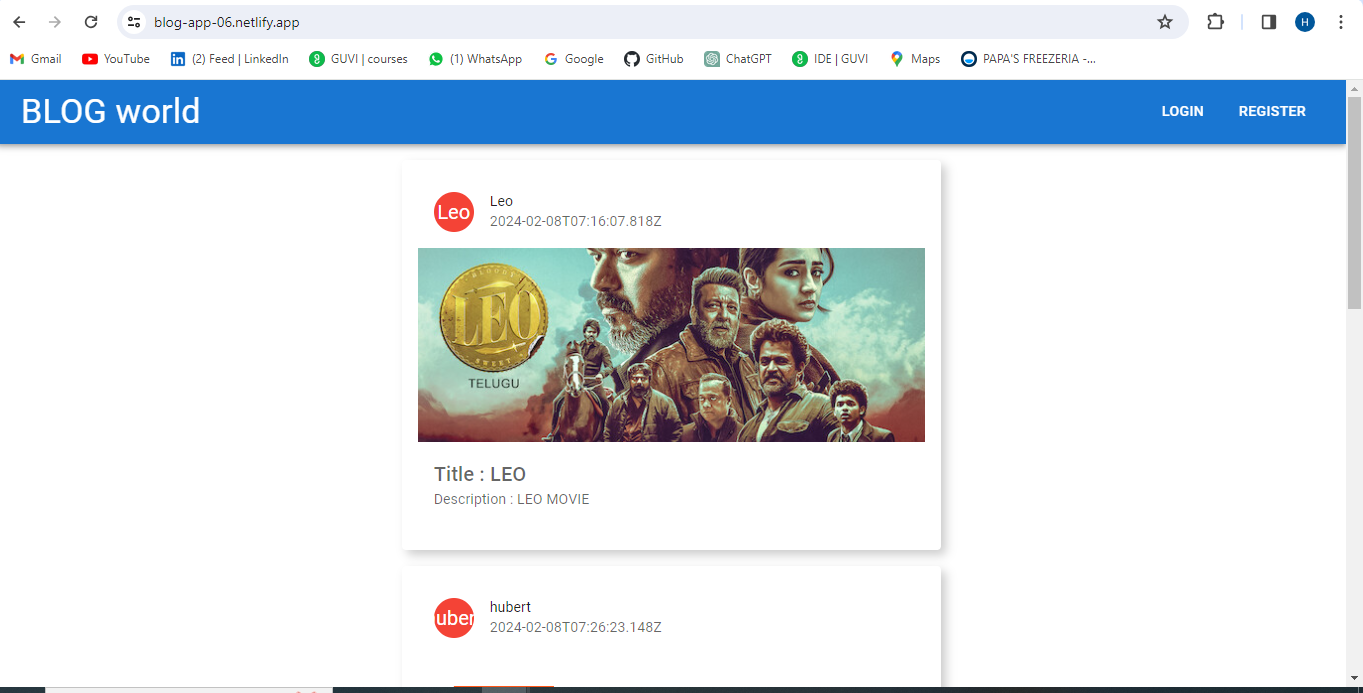 blog-app-06.netlify.app
H
Gmail YouTube (2) Feed | LinkedIn GUVI | courses (1) WhatsApp Google GitHub ChatGPT IDE | GUVI Maps PAPA'S FREEZERIA -...
BLOG world LOGIN REGISTER
Leo
Leo
2024-02-08T07:16:07.818Z
BLOODY
LEO
SWEET
TELUGU
Title : LEO
Description : LEO MOVIE
uber
hubert
2024-02-08T07:26:23.148Z